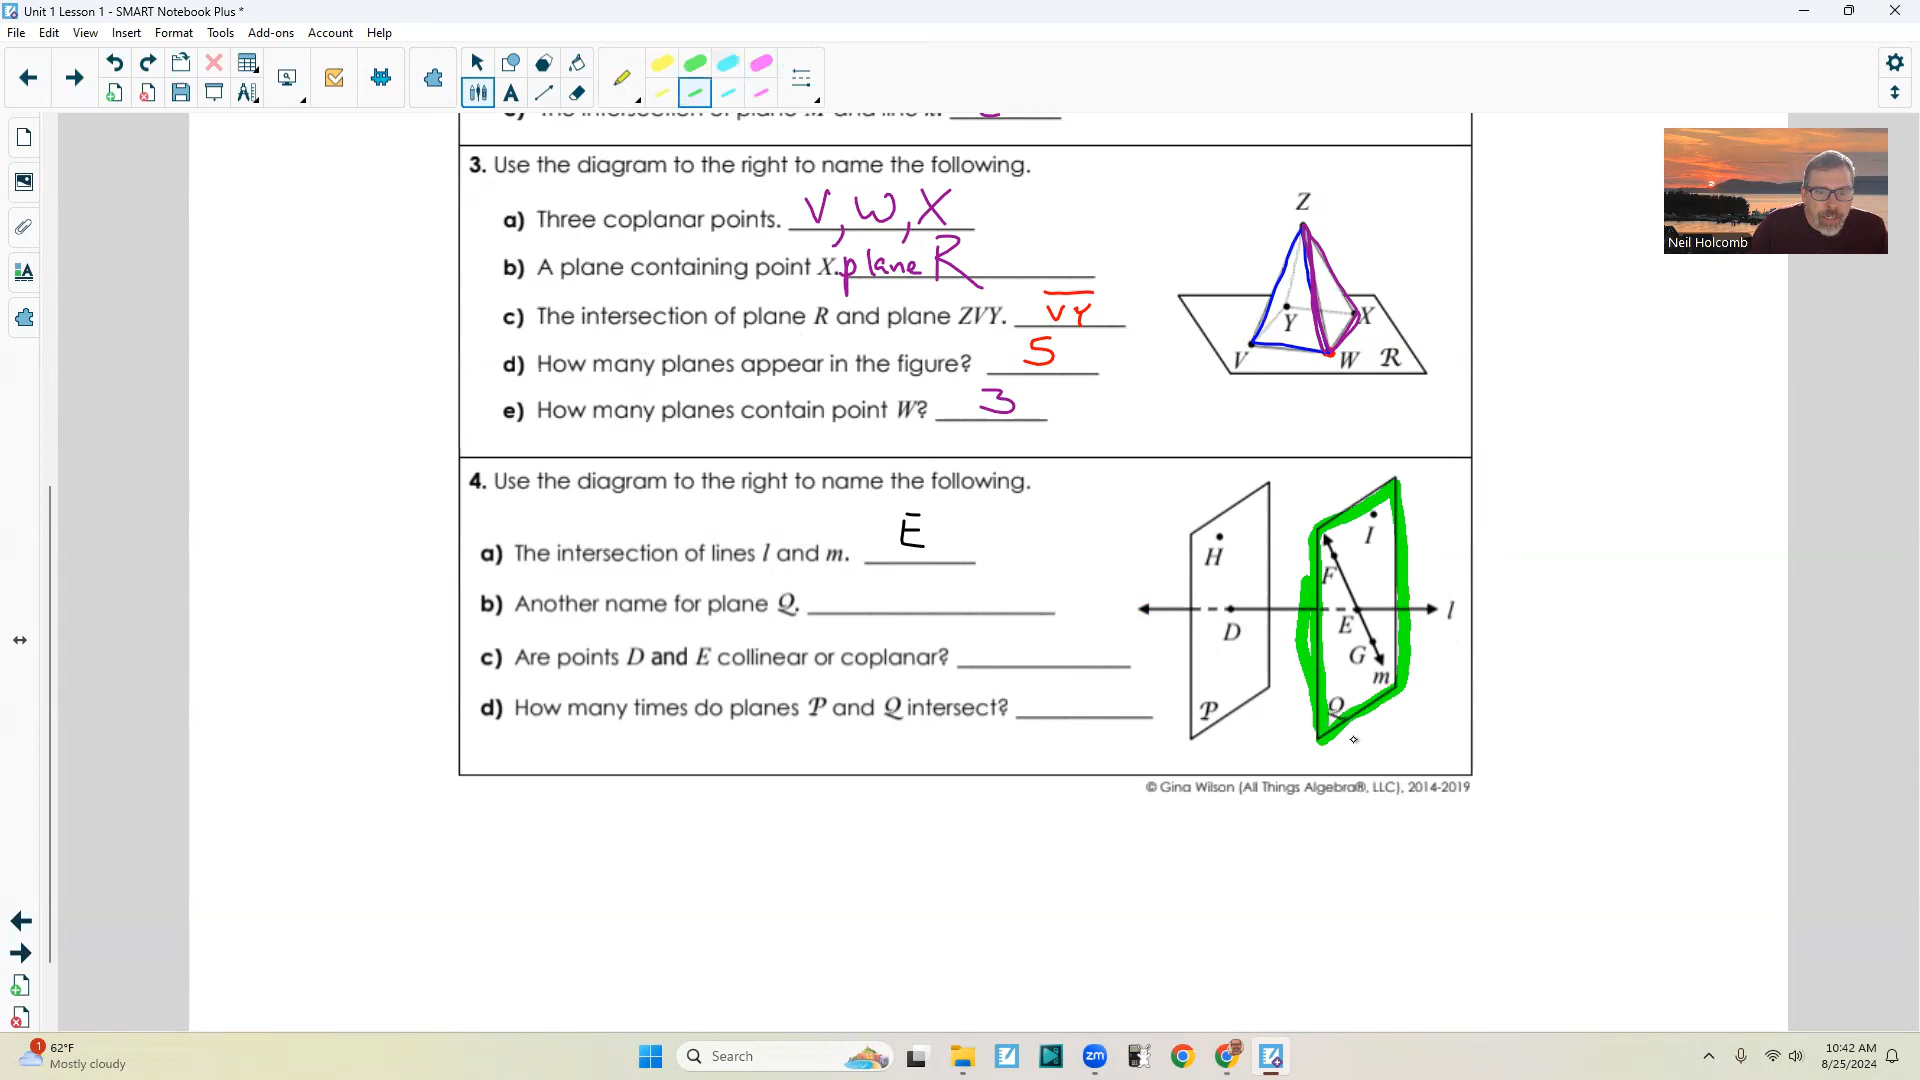 Unit 1 Lesson 1 - SMART Notebook Plus *
File Edit View Insert Format Tools Add-ons Account Help
3. Use the diagram to the right to name the following.
a) Three coplanar points. V, W, X
b) A plane containing point X. plane R
c) The intersection of plane R and plane ZVY. VY
d) How many planes appear in the figure? 5
e) How many planes contain point W? 3
Z
Y
X
V
W
R
Neil Holcomb
4. Use the diagram to the right to name the following.
a) The intersection of lines l and m. E
b) Another name for plane Q.
c) Are points D and E collinear or coplanar?
d) How many times do planes P and Q intersect?
H
I
F
D
E
l
G
m
P
Q
© Gina Wilson (All Things Algebra®, LLC), 2014-2019
1
62°F
Mostly cloudy
Search
zm
10:42 AM
8/25/2024